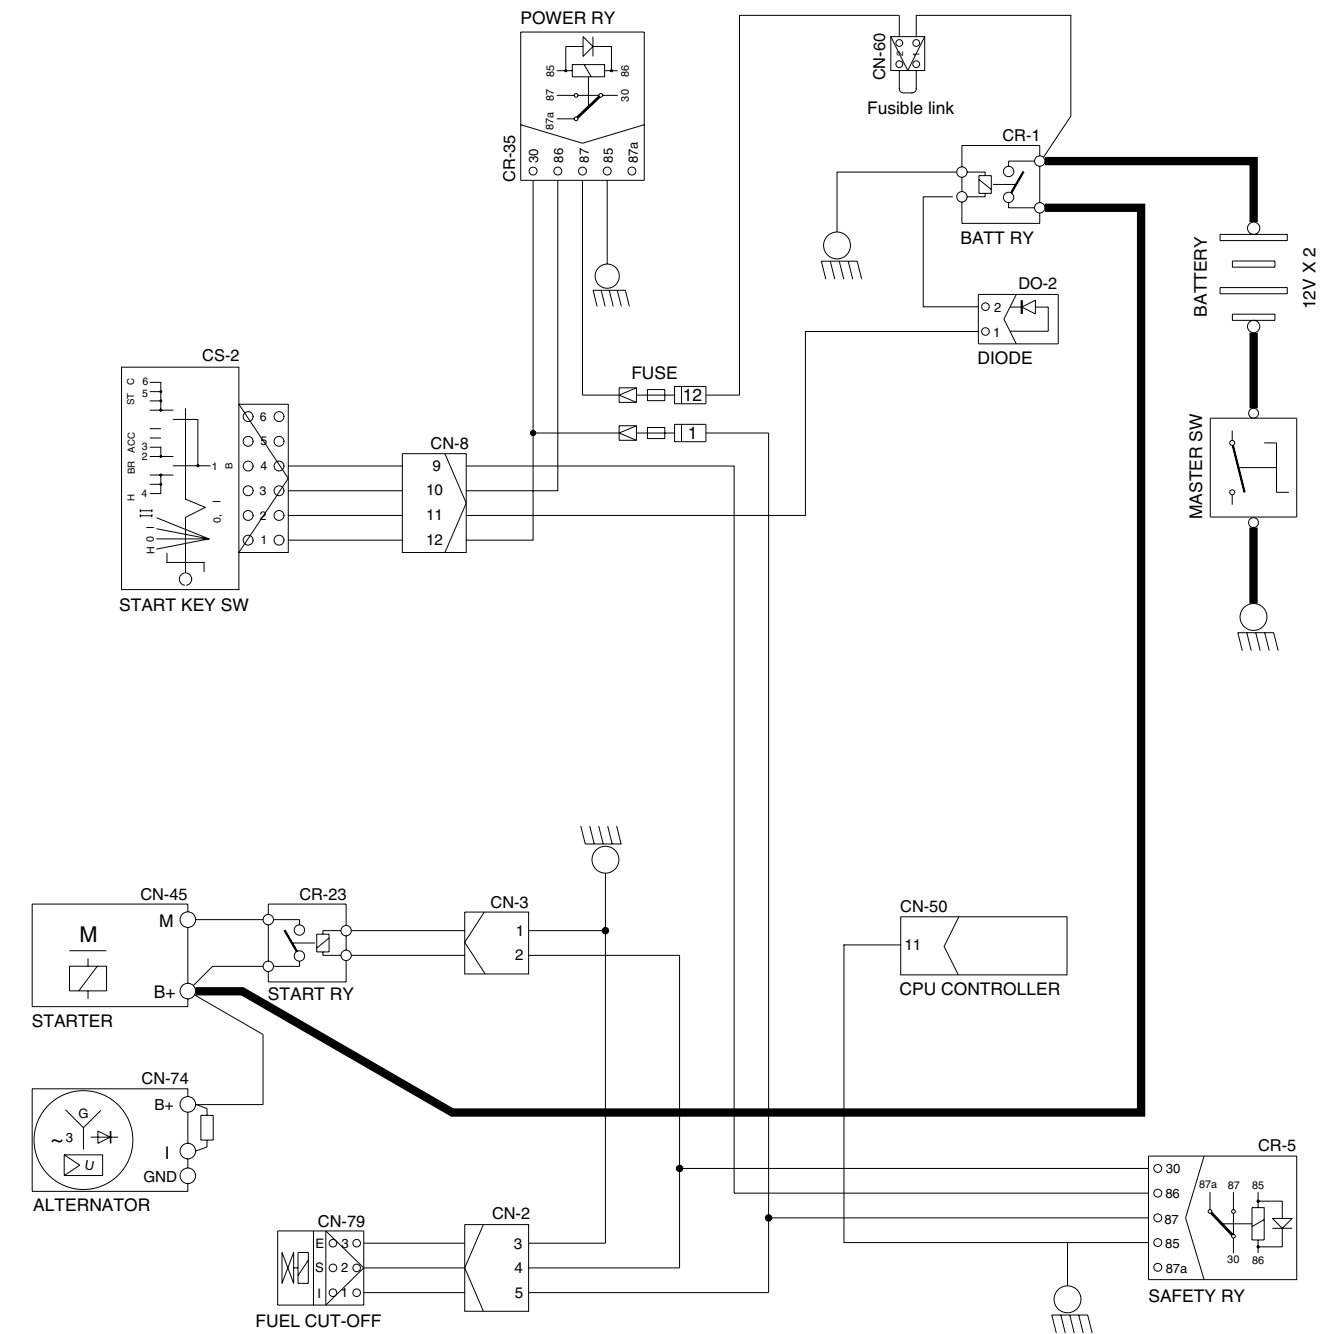 POWER RY
85
86
87
30
87a
CR-35
30
86
87
85
87a
CN-60
2
1
Fusible link
CR-1
BATT RY
BATTERY
12V X 2
DO-2
2
1
DIODE
MASTER SW
FUSE
12
1
CS-2
C
6
ST
5
ACC
3
2
BR
H
4
1
B
II
I
0
H
0, I
6
5
4
3
2
1
START KEY SW
CN-8
9
10
11
12
CN-45
M
M
B+
STARTER
CR-23
START RY
CN-3
1
2
CN-50
11
CPU CONTROLLER
CN-74
G
~3
U
B+
I
GND
ALTERNATOR
CN-79
E
3
S
2
I
1
FUEL CUT-OFF
CN-2
3
4
5
CR-5
30
86
87
85
87a
87a
87
85
30
86
SAFETY RY